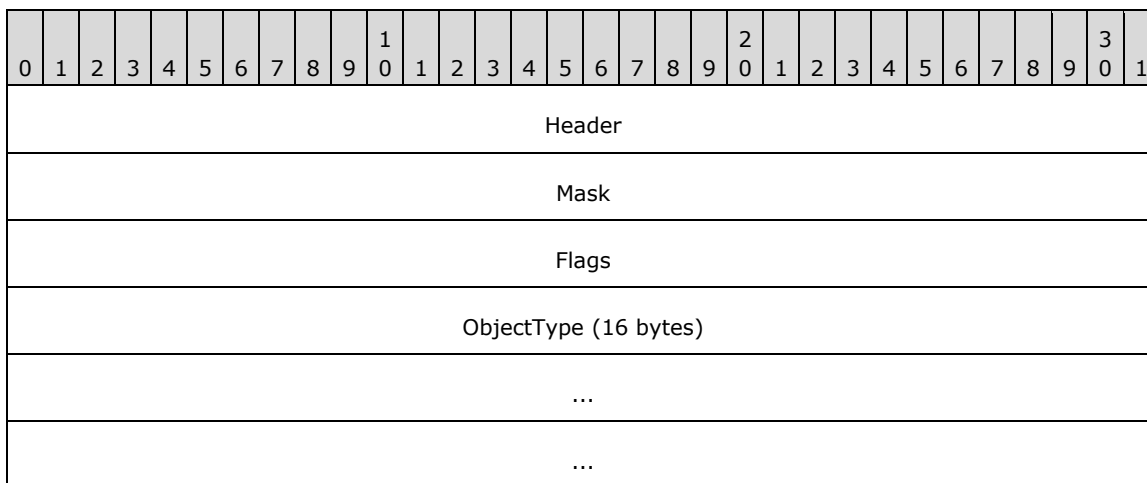 1 2 3
0 1 2 3 4 5 6 7 8 9 0 1 2 3 4 5 6 7 8 9 0 1 2 3 4 5 6 7 8 9 0 1
Header
Mask
Flags
ObjectType (16 bytes)
...
...